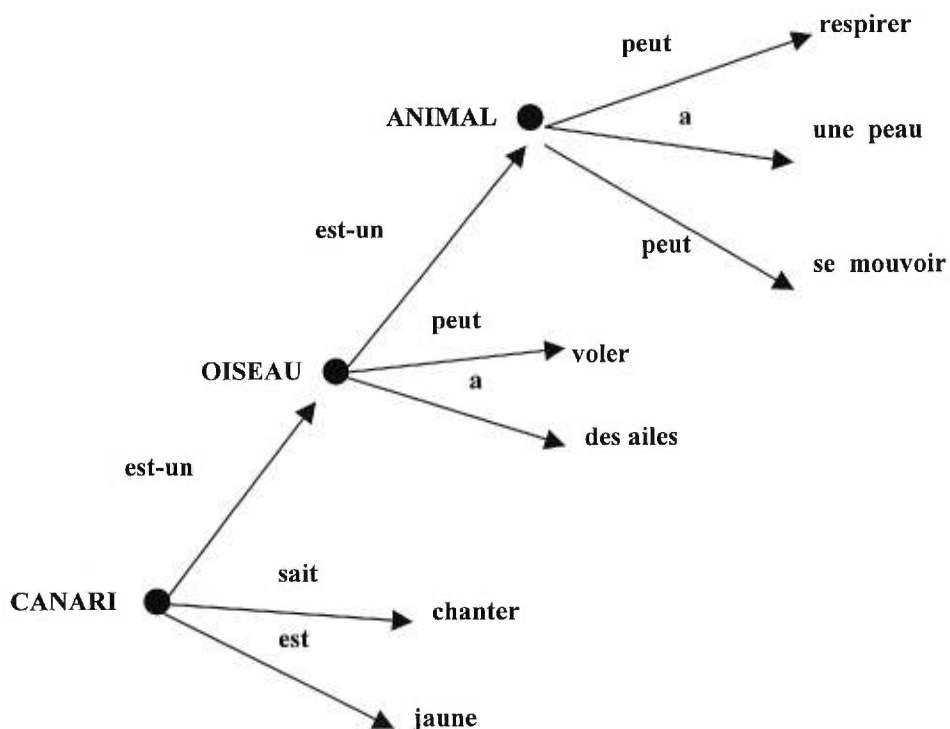 respirer
peut
ANIMAL
a
une peau
est-un
peut
se mouvoir
peut
OISEAU
voler
a
des ailes
est-un
sait
CANARI
chanter
est
jaune